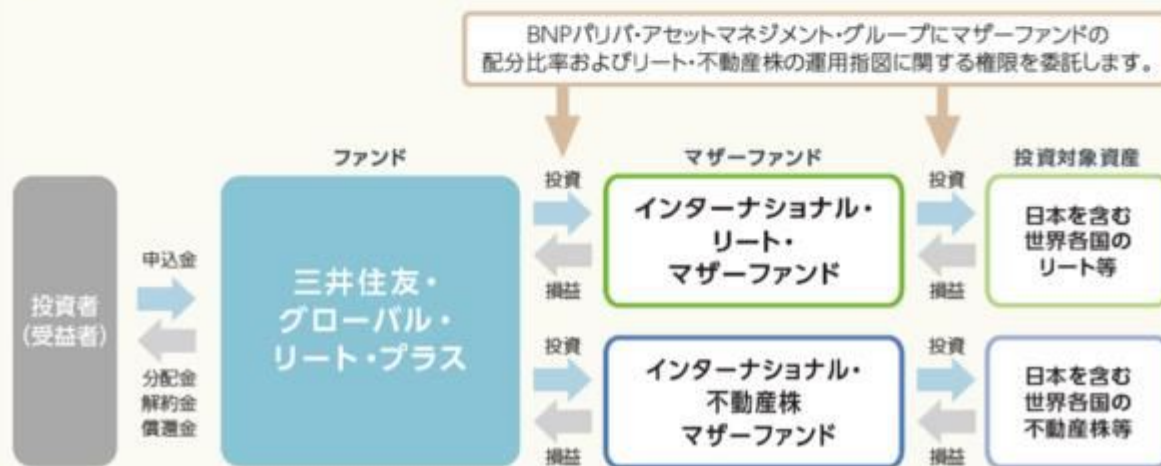 BNPパリバ・アセットマネジメント・グループにマザーファンドの
配分比率およびリート・不動産株の運用指図に関する権限を委託します。
ファンド
マザーファンド
投資対象資産
投資者
(受益者)
申込金
分配金
解約金
償還金
三井住友・
グローバル・
リート・プラス
投資
損益
インターナショナル・
リート・
マザーファンド
投資
損益
日本を含む
世界各国の
リート等
投資
損益
インターナショナル・
不動産株
マザーファンド
投資
損益
日本を含む
世界各国の
不動産株等